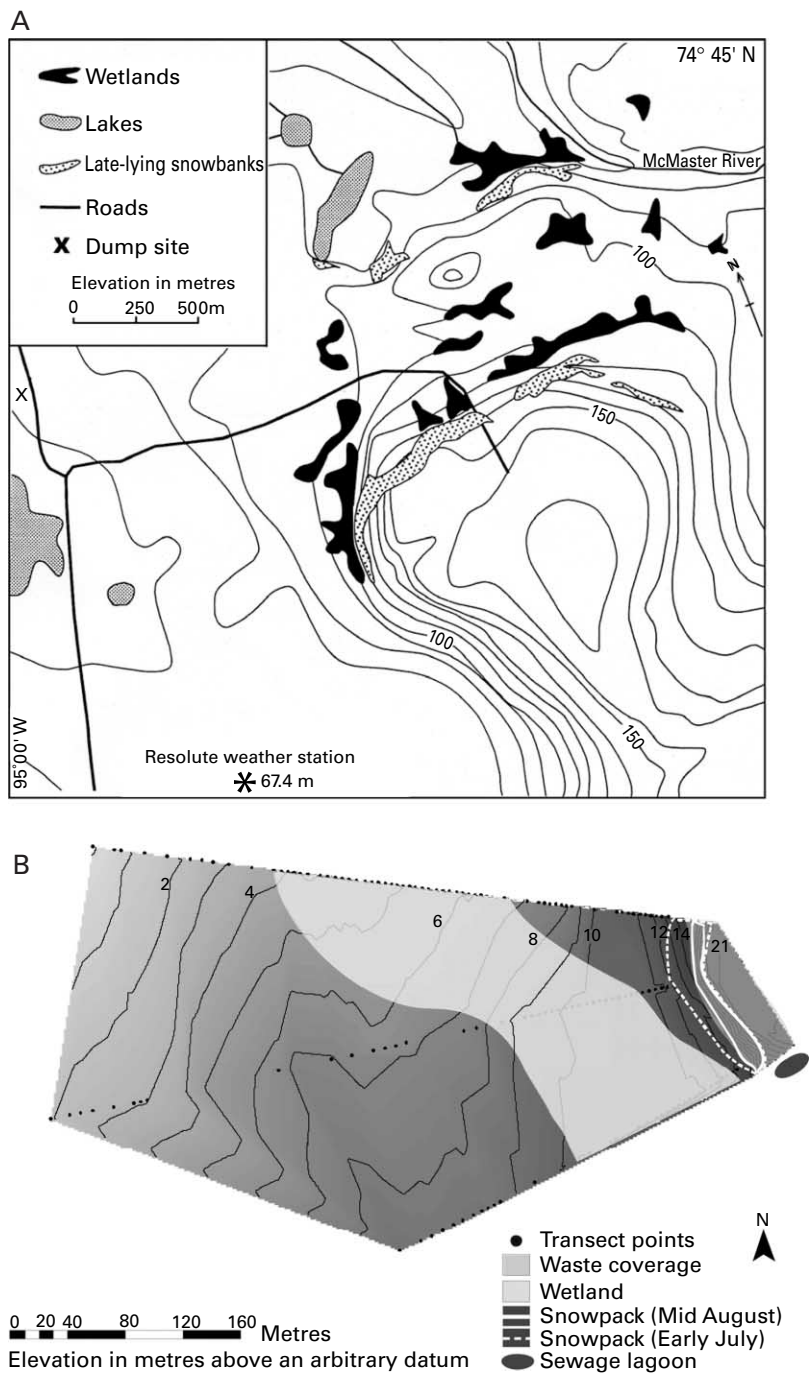 A
74° 45' N
Wetlands
Lakes
Late-lying snowbanks
Roads
X Dump site
Elevation in metres
0 250 500m
McMaster River
N
100
150
X
100
150
95°00' W
Resolute weather station
67.4 m
B
2
4
6
8
10
12
14
21
N
Transect points
Waste coverage
Wetland
Snowpack (Mid August)
Snowpack (Early July)
Sewage lagoon
0 20 40 80 120 160 Metres
Elevation in metres above an arbitrary datum